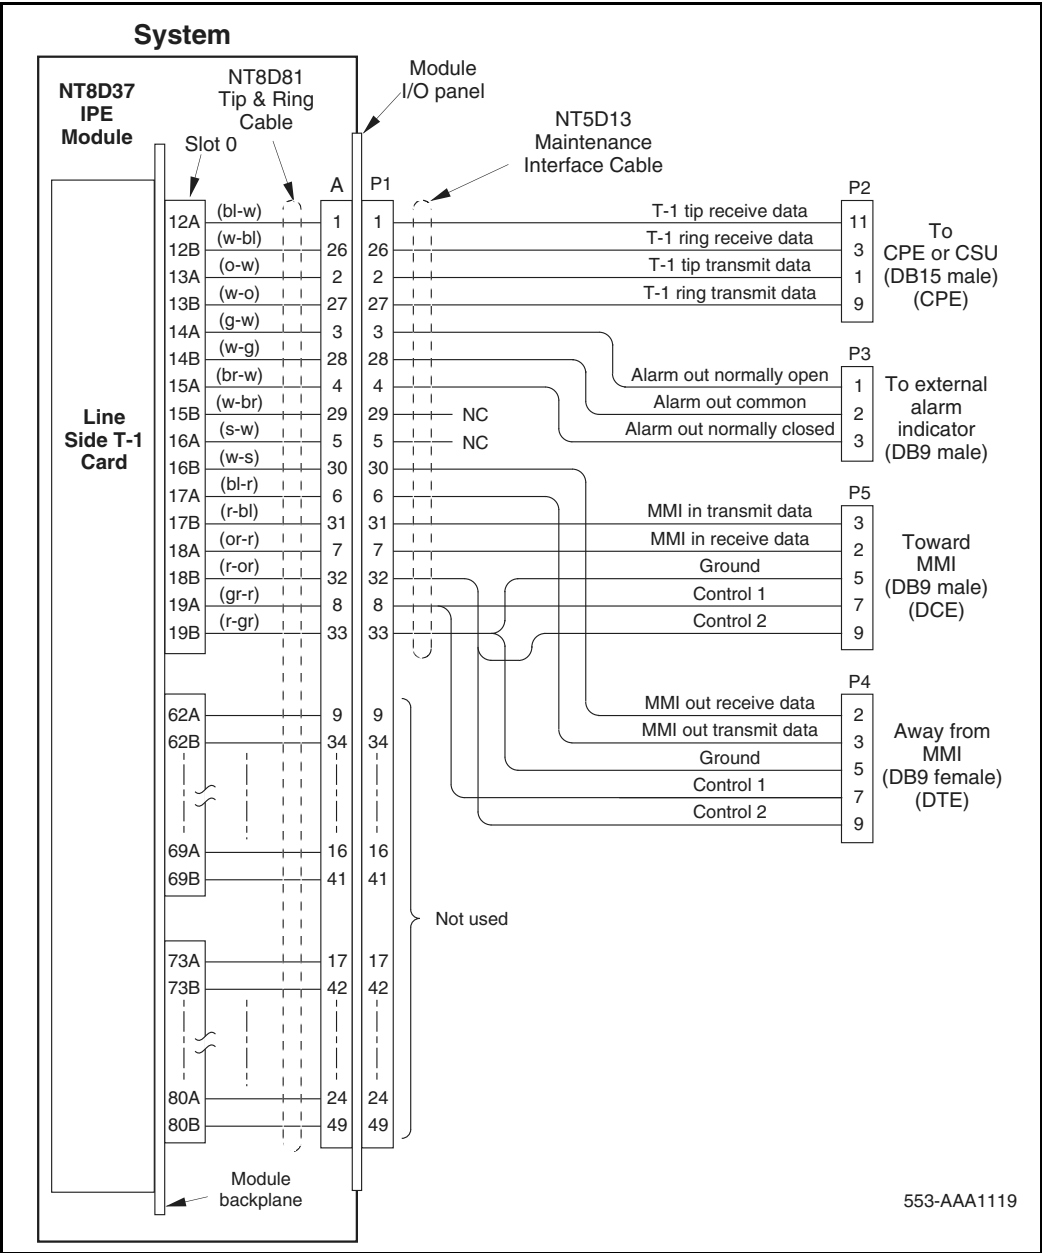 System
NT8D37
IPE
Module
NT8D81
Tip & Ring
Cable
Slot 0
Module
I/O panel
NT5D13
Maintenance
Interface Cable
A P1 P2
12A (bl-w) 1 1 T-1 tip receive data 11
12B (w-bl) 26 26 T-1 ring receive data 3
13A (o-w) 2 2 T-1 tip transmit data 1
13B (w-o) 27 27 T-1 ring transmit data 9
To
CPE or CSU
(DB15 male)
(CPE)
14A (g-w) 3 3
14B (w-g) 28 28
15A (br-w) 4 4
15B (w-br) 29 29 NC
16A (s-w) 5 5 NC
16B (w-s) 30 30
17A (bl-r) 6 6
17B (r-bl) 31 31
18A (or-r) 7 7
18B (r-or) 32 32
19A (gr-r) 8 8
19B (r-gr) 33 33
Line
Side T-1
Card
P3
Alarm out normally open 1
Alarm out common 2
Alarm out normally closed 3
To external
alarm
indicator
(DB9 male)
P5
MMI in transmit data 3
MMI in receive data 2
Ground 5
Control 1 7
Control 2 9
Toward
MMI
(DB9 male)
(DCE)
P4
MMI out receive data 2
MMI out transmit data 3
Ground 5
Control 1 7
Control 2 9
Away from
MMI
(DB9 female)
(DTE)
62A 9 9
62B 34 34
69A 16 16
69B 41 41
Not used
73A 17 17
73B 42 42
80A 24 24
80B 49 49
Module
backplane
553-AAA1119